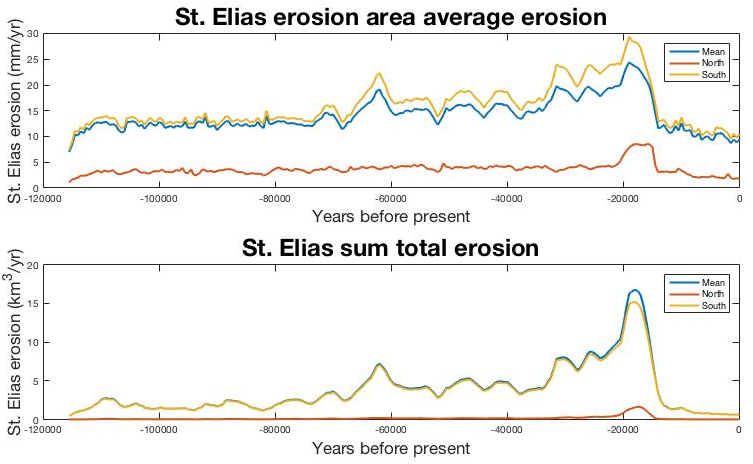 St. Elias erosion area average erosion
St. Elias erosion (mm/yr)
30
25
20
15
10
5
0
Mean
North
South
-120000 -100000 -80000 -60000 -40000 -20000 0
Years before present
St. Elias sum total erosion
St. Elias erosion (km³/yr)
20
15
10
5
0
Mean
North
South
-120000 -100000 -80000 -60000 -40000 -20000 0
Years before present